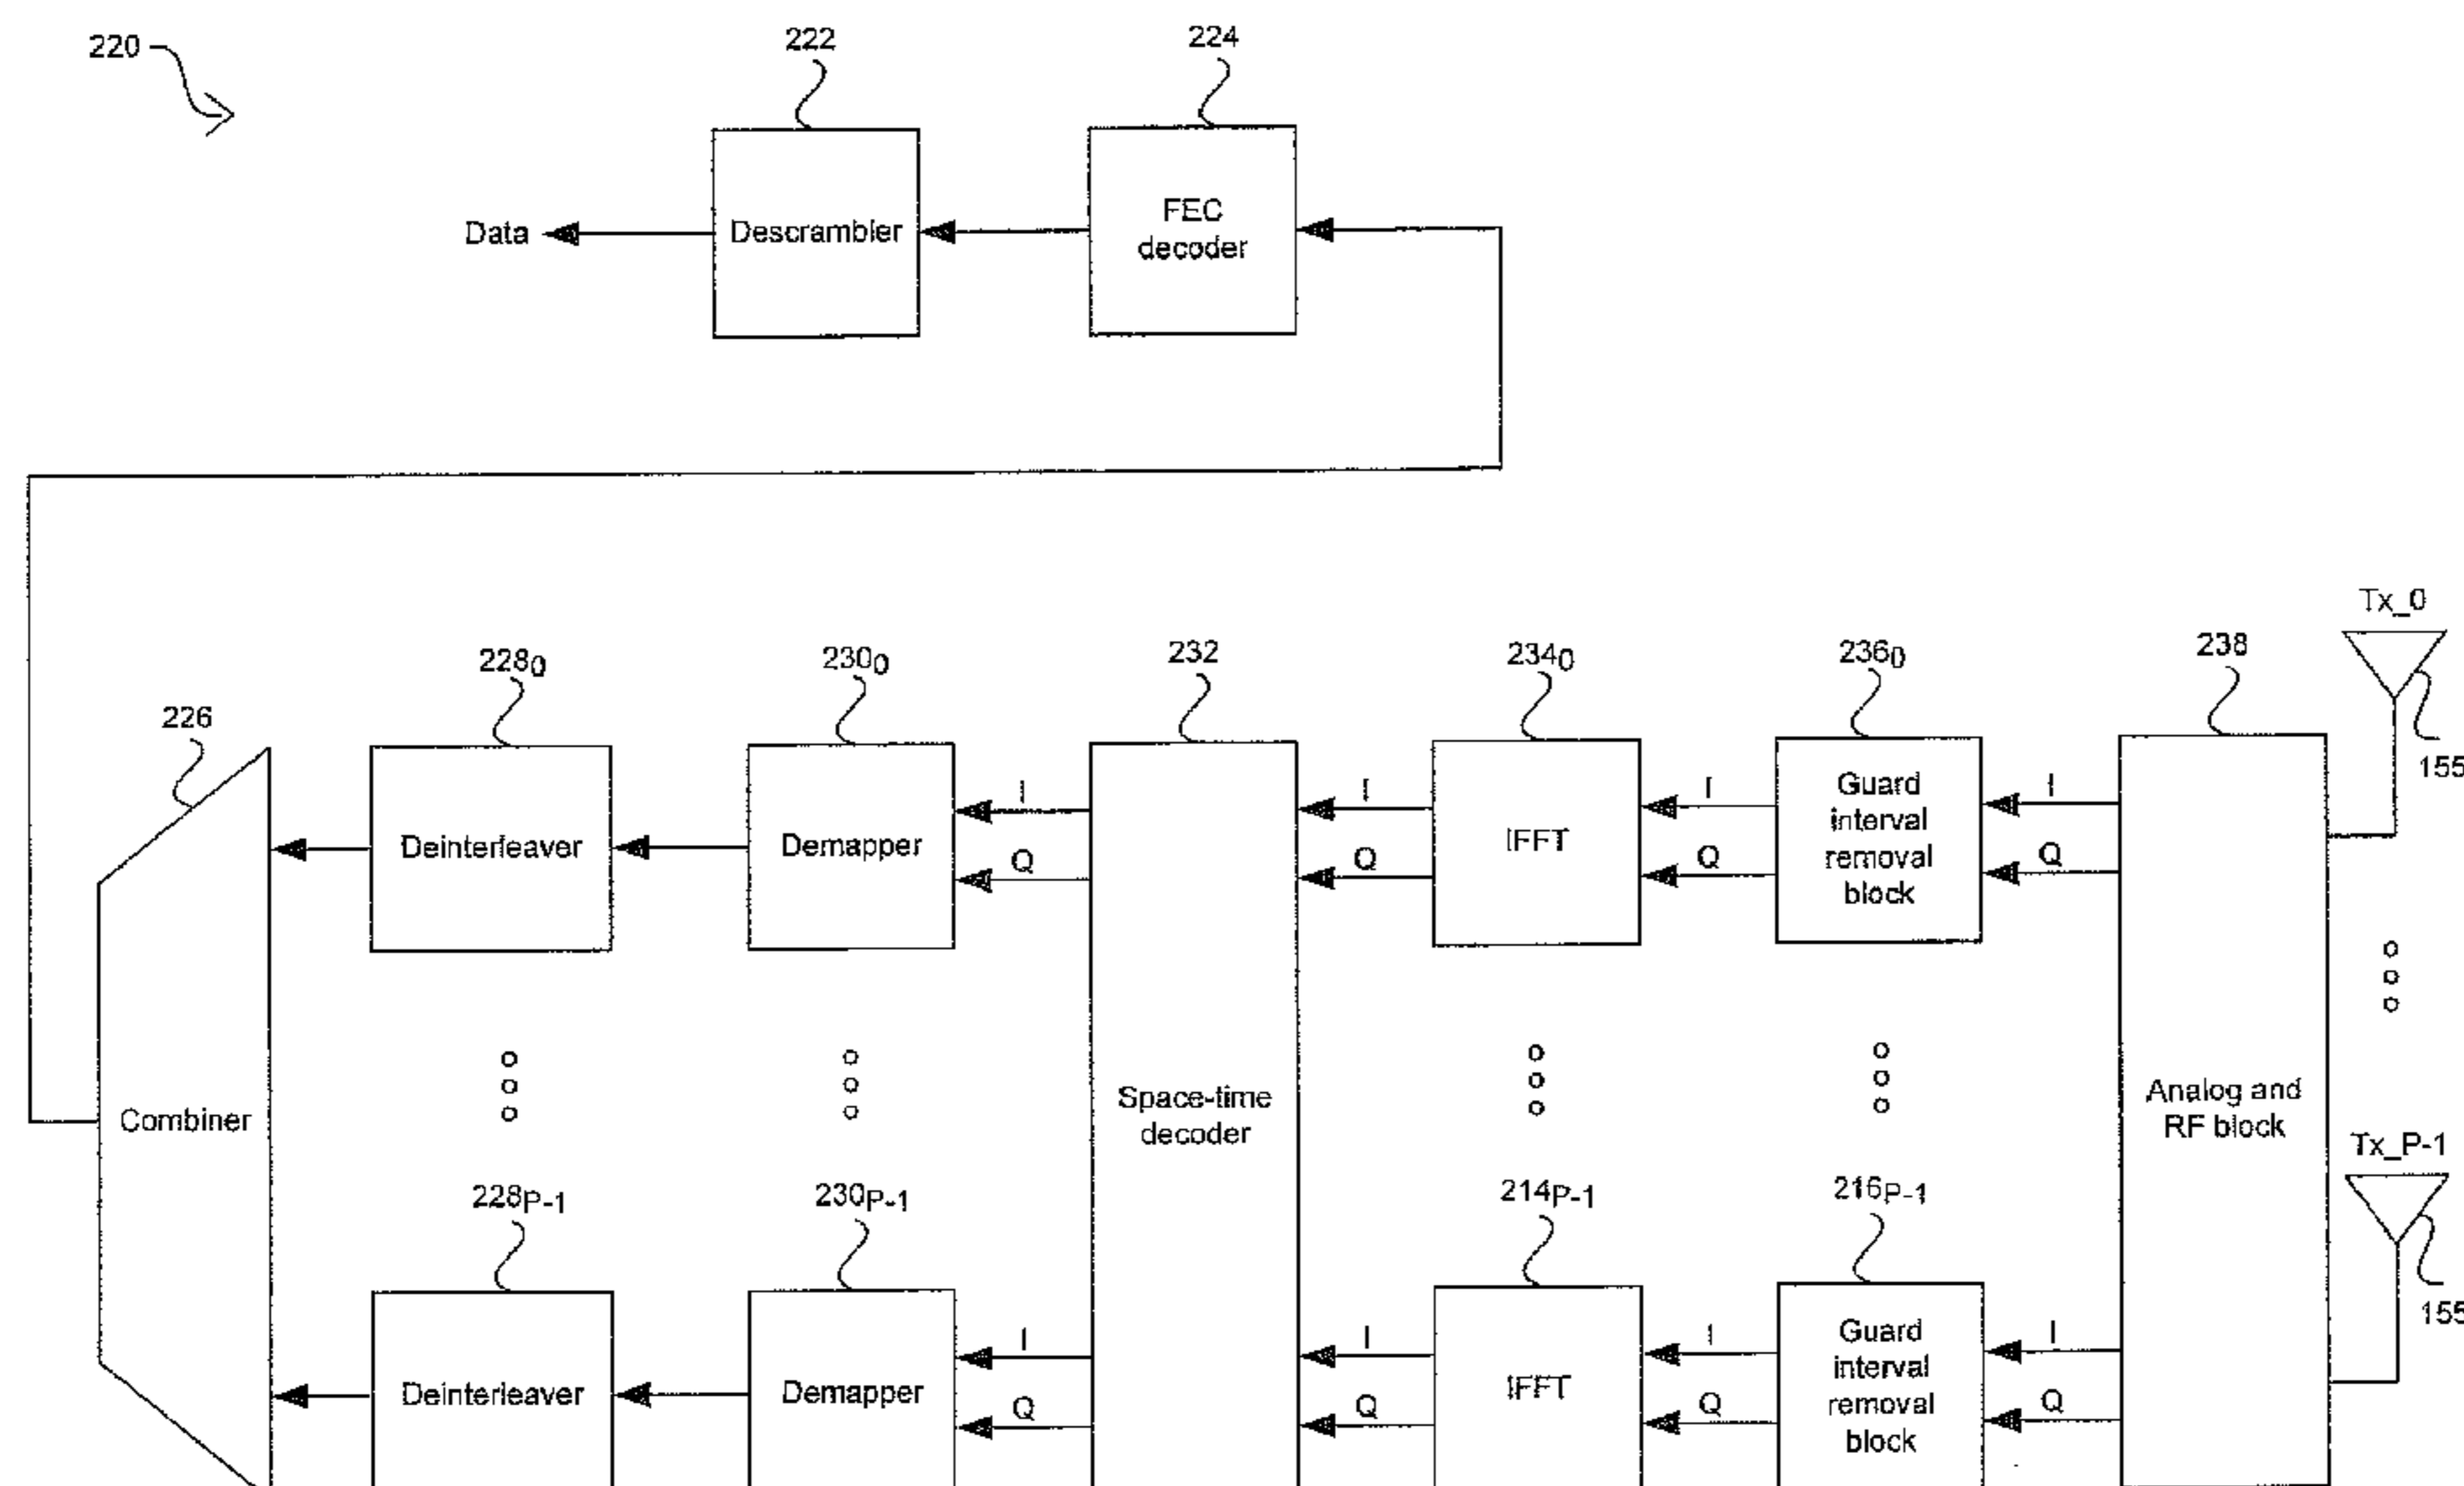 220
222
224
Data
Descrambler
FEC
decoder
Tx_0
226
228₀
230₀
232
234₀
236₀
238
155
Deinterleaver
Demapper
I
Q
I
Q
IFFT
I
Q
Guard
interval
removal
block
I
Q
Combiner
Space-time
decoder
Analog and
RF block
Tx_P-1
228P-1
230P-1
214P-1
216P-1
155
Deinterleaver
Demapper
I
Q
I
Q
IFFT
I
Q
Guard
interval
removal
block
I
Q